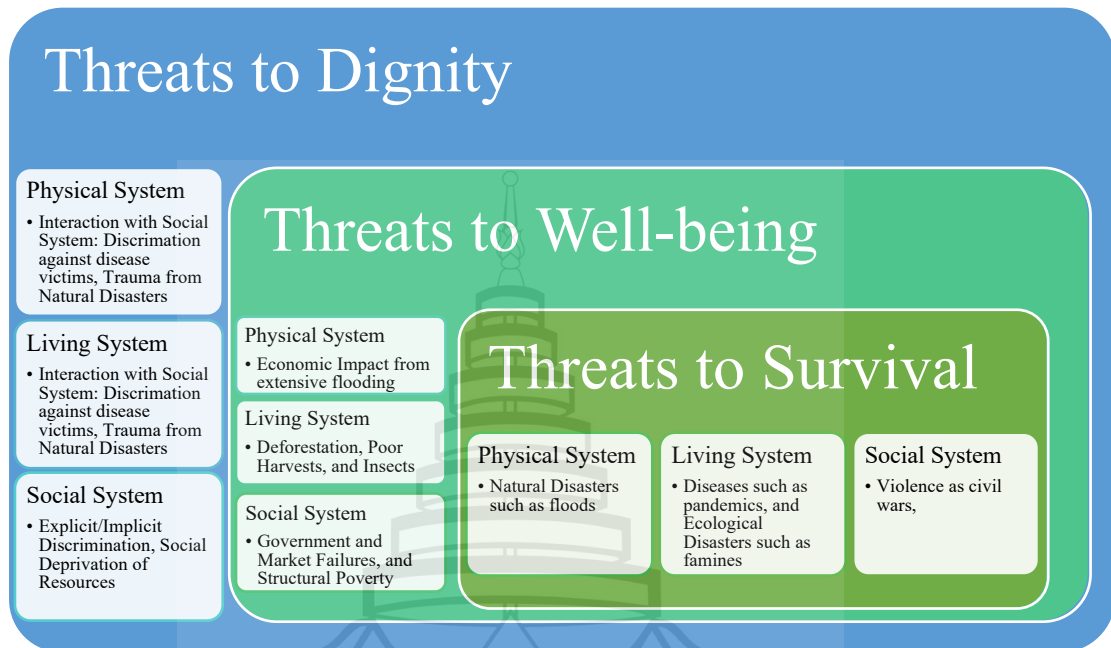 Threats to Dignity
Physical System
• Interaction with Social
System: Discrimation
against disease
victims, Trauma from
Natural Disasters
Living System
• Interaction with Social
System: Discrimation
against disease
victims, Trauma from
Natural Disasters
Social System
• Explicit/Implicit
Discrimination, Social
Deprivation of
Resources
Threats to Well-being
Physical System
• Economic Impact from
extensive flooding
Living System
• Deforestation, Poor
Harvests, and Insects
Social System
• Government and
Market Failures, and
Structural Poverty
Threats to Survival
Physical System
• Natural Disasters
such as floods
Living System
• Diseases such as
pandemics, and
Ecological
Disasters such as
famines
Social System
• Violence as civil
wars,